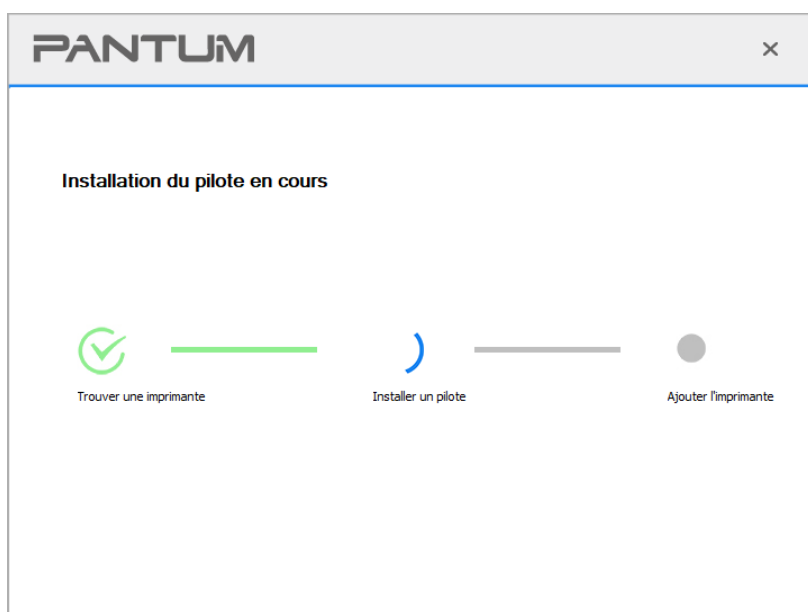 PANTUM
Installation du pilote en cours
Trouver une imprimante
Installer un pilote
Ajouter l'imprimante